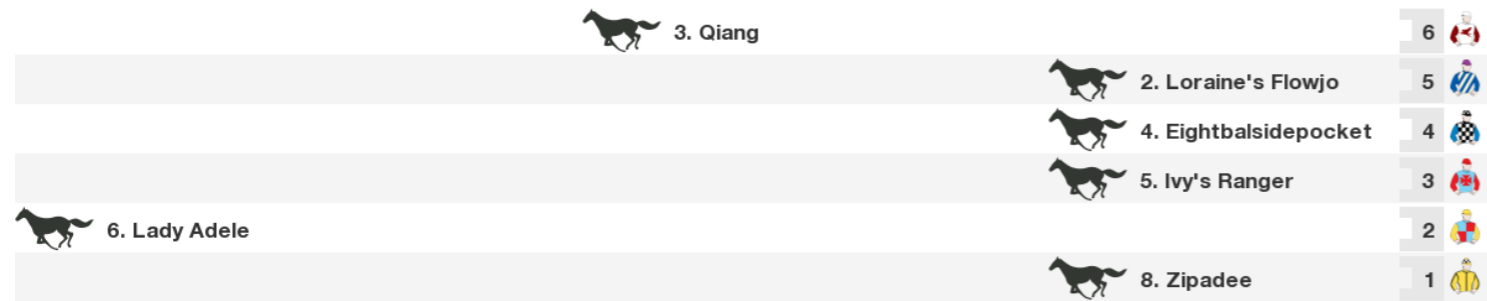 3. Qiang 6
2. Loraine's Flowjo 5
4. Eightbalsidepocket 4
5. Ivy's Ranger 3
6. Lady Adele 2
8. Zipadee 1